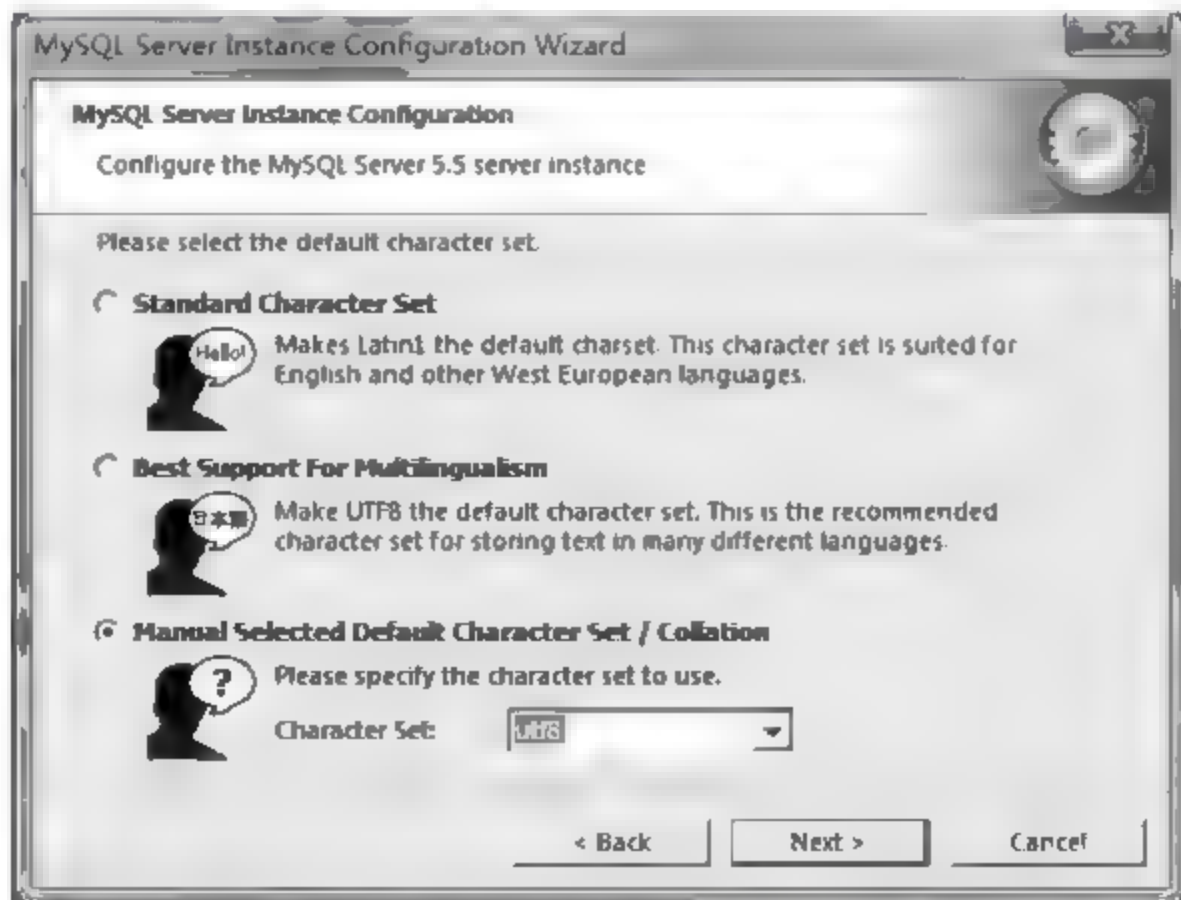 MySQL Server Instance Configuration Wizard
MySQL Server Instance Configuration
Configure the MySQL Server 5.5 server instance
Please select the default character set.
Standard Character Set
Hello!
Makes Latin1 the default charset. This character set is suited for
English and other West European languages.
Best Support For Multilingualism
日本語
Make UTF8 the default character set. This is the recommended
character set for storing text in many different languages.
Manual Selected Default Character Set / Collation
?
Please specify the character set to use.
Character Set: utf8
< Back Next > Cancel